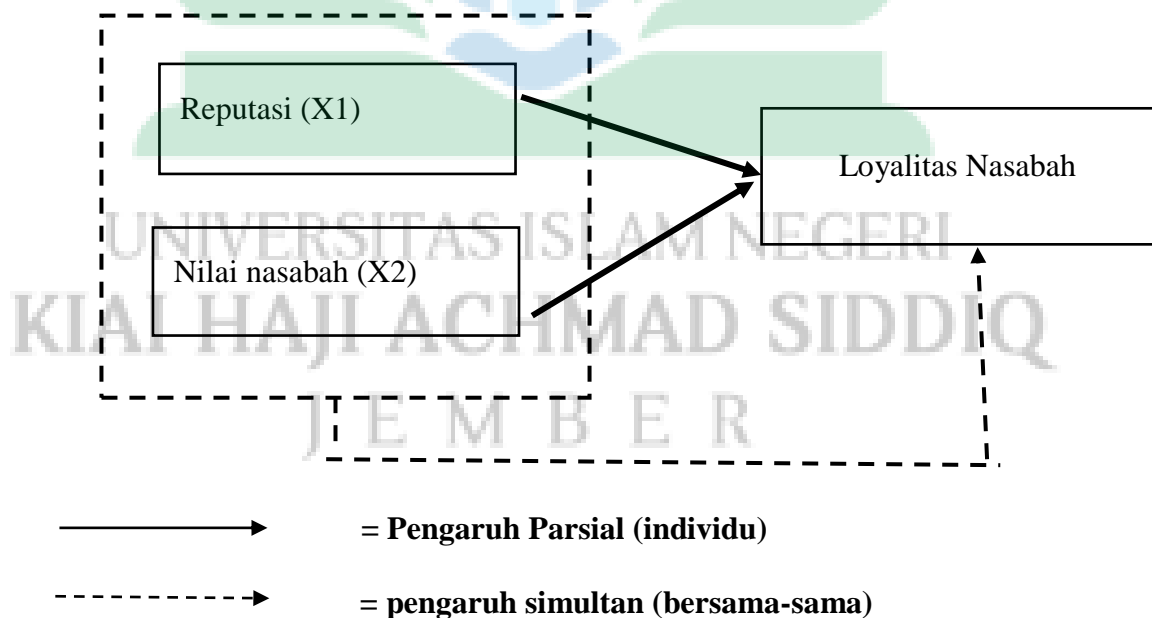 Reputasi (X1)
Loyalitas Nasabah
Nilai nasabah (X2)
UNIVERSITAS ISLAM NEGERI
KIAI HAJI ACHMAD SIDDIQ
JEMBER
= Pengaruh Parsial (individu)
= pengaruh simultan (bersama-sama)